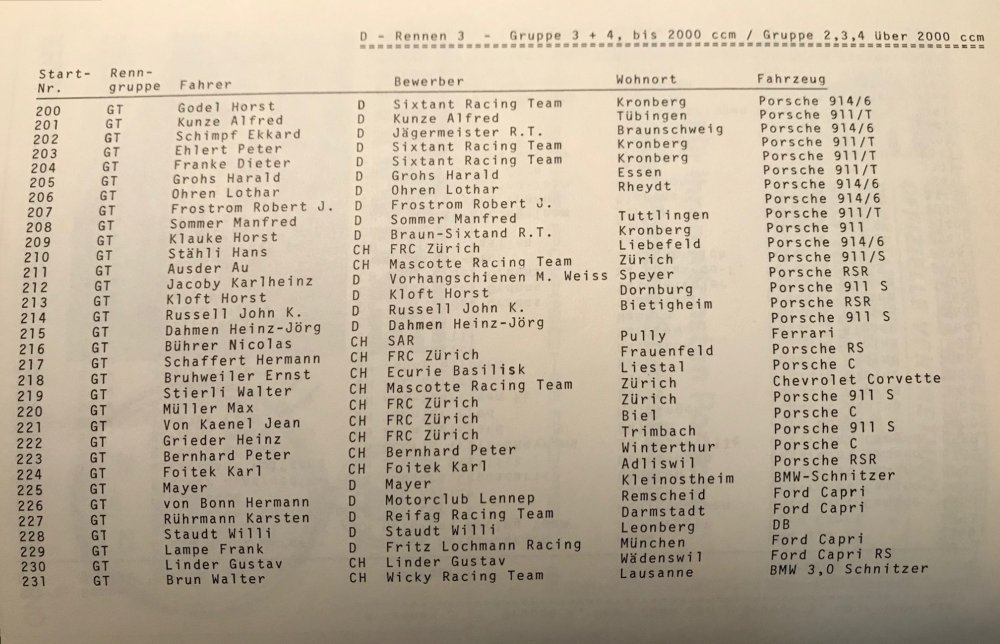 D - Rennen 3 - Gruppe 3 + 4, bis 2000 ccm / Gruppe 2,3,4 über 2000 ccm
Start-Nr. Renn-gruppe Fahrer Bewerber Wohnort Fahrzeug
200 GT Godel Horst D Sixtant Racing Team Kronberg Porsche 914/6
201 GT Kunze Alfred D Kunze Alfred Tübingen Porsche 911/T
202 GT Schimpf Ekkard D Jägermeister R.T. Braunschweig Porsche 914/6
203 GT Ehlert Peter D Sixtant Racing Team Kronberg Porsche 911/T
204 GT Franke Dieter D Sixtant Racing Team Kronberg Porsche 911/T
205 GT Grohs Harald D Grohs Harald Essen Porsche 911/T
206 GT Ohren Lothar D Ohren Lothar Rheydt Porsche 914/6
207 GT Frostrom Robert J. D Frostrom Robert J. Porsche 914/6
208 GT Sommer Manfred D Sommer Manfred Tuttlingen Porsche 911/T
209 GT Klauke Horst D Braun-Sixtand R.T. Kronberg Porsche 911
210 GT Stähli Hans CH FRC Zürich Liebefeld Porsche 914/6
211 GT Ausder Au CH Mascotte Racing Team Zürich Porsche 911/S
212 GT Jacoby Karlheinz D Vorhangschienen M. Weiss Speyer Porsche RSR
213 GT Kloft Horst D Kloft Horst Dornburg Porsche 911 S
214 GT Russell John K. D Russell John K. Bietigheim Porsche RSR
215 GT Dahmen Heinz-Jörg D Dahmen Heinz-Jörg Porsche 911 S
216 GT Bührer Nicolas CH SAR Pully Ferrari
217 GT Schaffert Hermann CH FRC Zürich Frauenfeld Porsche RS
218 GT Bruhweiler Ernst CH Ecurie Basilisk Liestal Porsche C
219 GT Stierli Walter CH Mascotte Racing Team Zürich Chevrolet Corvette
220 GT Müller Max CH FRC Zürich Zürich Porsche 911 S
221 GT Von Kaenel Jean CH FRC Zürich Biel Porsche C
222 GT Grieder Heinz CH FRC Zürich Trimbach Porsche 911 S
223 GT Bernhard Peter CH Bernhard Peter Winterthur Porsche C
224 GT Foitek Karl CH Foitek Karl Adliswil Porsche RSR
225 GT Mayer D Mayer Kleinostheim BMW-Schnitzer
226 GT von Bonn Hermann D Motorclub Lennep Remscheid Ford Capri
227 GT Rührmann Karsten D Reifag Racing Team Darmstadt Ford Capri
228 GT Staudt Willi D Staudt Willi Leonberg DB
229 GT Lampe Frank D Fritz Lochmann Racing München Ford Capri
230 GT Linder Gustav CH Linder Gustav Wädenswil Ford Capri RS
231 GT Brun Walter CH Wicky Racing Team Lausanne BMW 3,0 Schnitzer